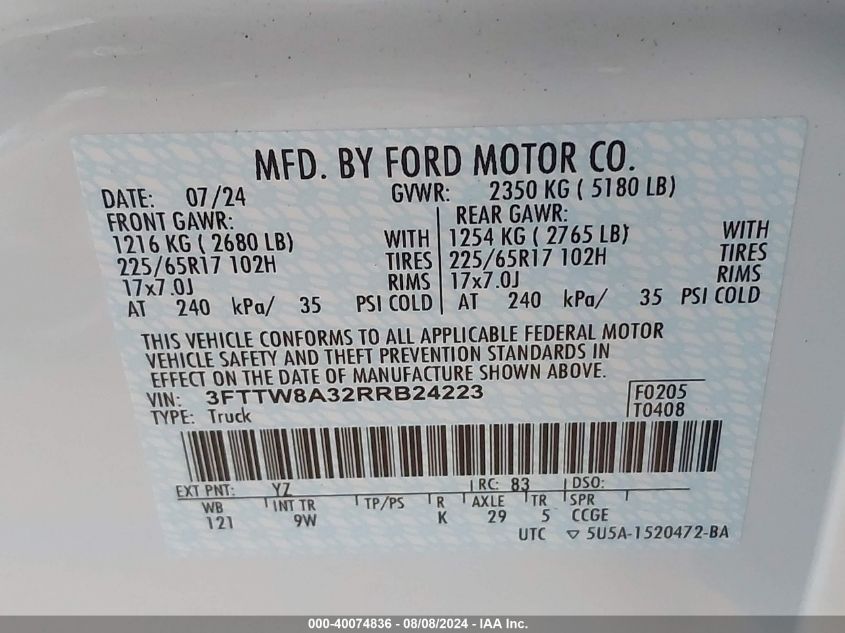 MFD. BY FORD MOTOR CO.
DATE: 07/24 GVWR: 2350 KG ( 5180 LB)
FRONT GAWR: REAR GAWR:
1216 KG ( 2680 LB) WITH 1254 KG ( 2765 LB) WITH
225/65R17 102H TIRES 225/65R17 102H TIRES
17x7.0J RIMS 17x7.0J RIMS
AT 240 kPa/ 35 PSI COLD AT 240 kPa/ 35 PSI COLD
THIS VEHICLE CONFORMS TO ALL APPLICABLE FEDERAL MOTOR
VEHICLE SAFETY AND THEFT PREVENTION STANDARDS IN
EFFECT ON THE DATE OF MANUFACTURE SHOWN ABOVE.
VIN: 3FTTW8A32RRB24223 F0205
TYPE: Truck T0408
EXT PNT: YZ RC: 83 DSO:
WB INT TR TP/PS R AXLE TR SPR
121 9W K 29 5 CCGE
UTC ▽ 5U5A-1520472-BA
000-40074836 - 08/08/2024 - IAA Inc.